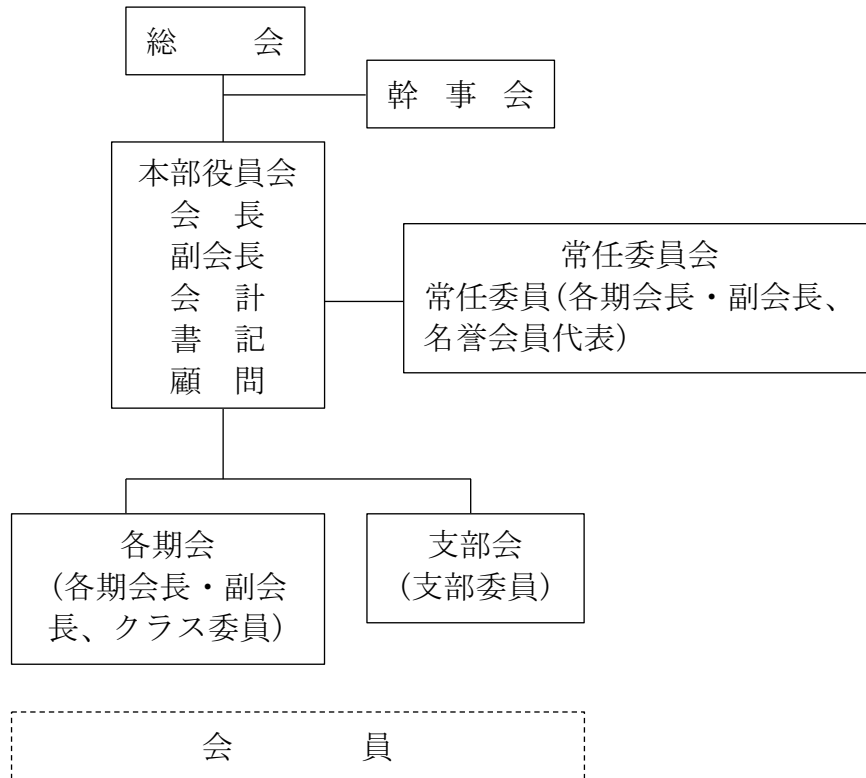 総　　会
幹　事　会
本部役員会
会　長
副会長
会　計
書　記
顧　問
常任委員会
常任委員(各期会長・副会長、
名誉会員代表)
各期会
(各期会長・副会
長、クラス委員)
支部会
(支部委員)
会　　　員